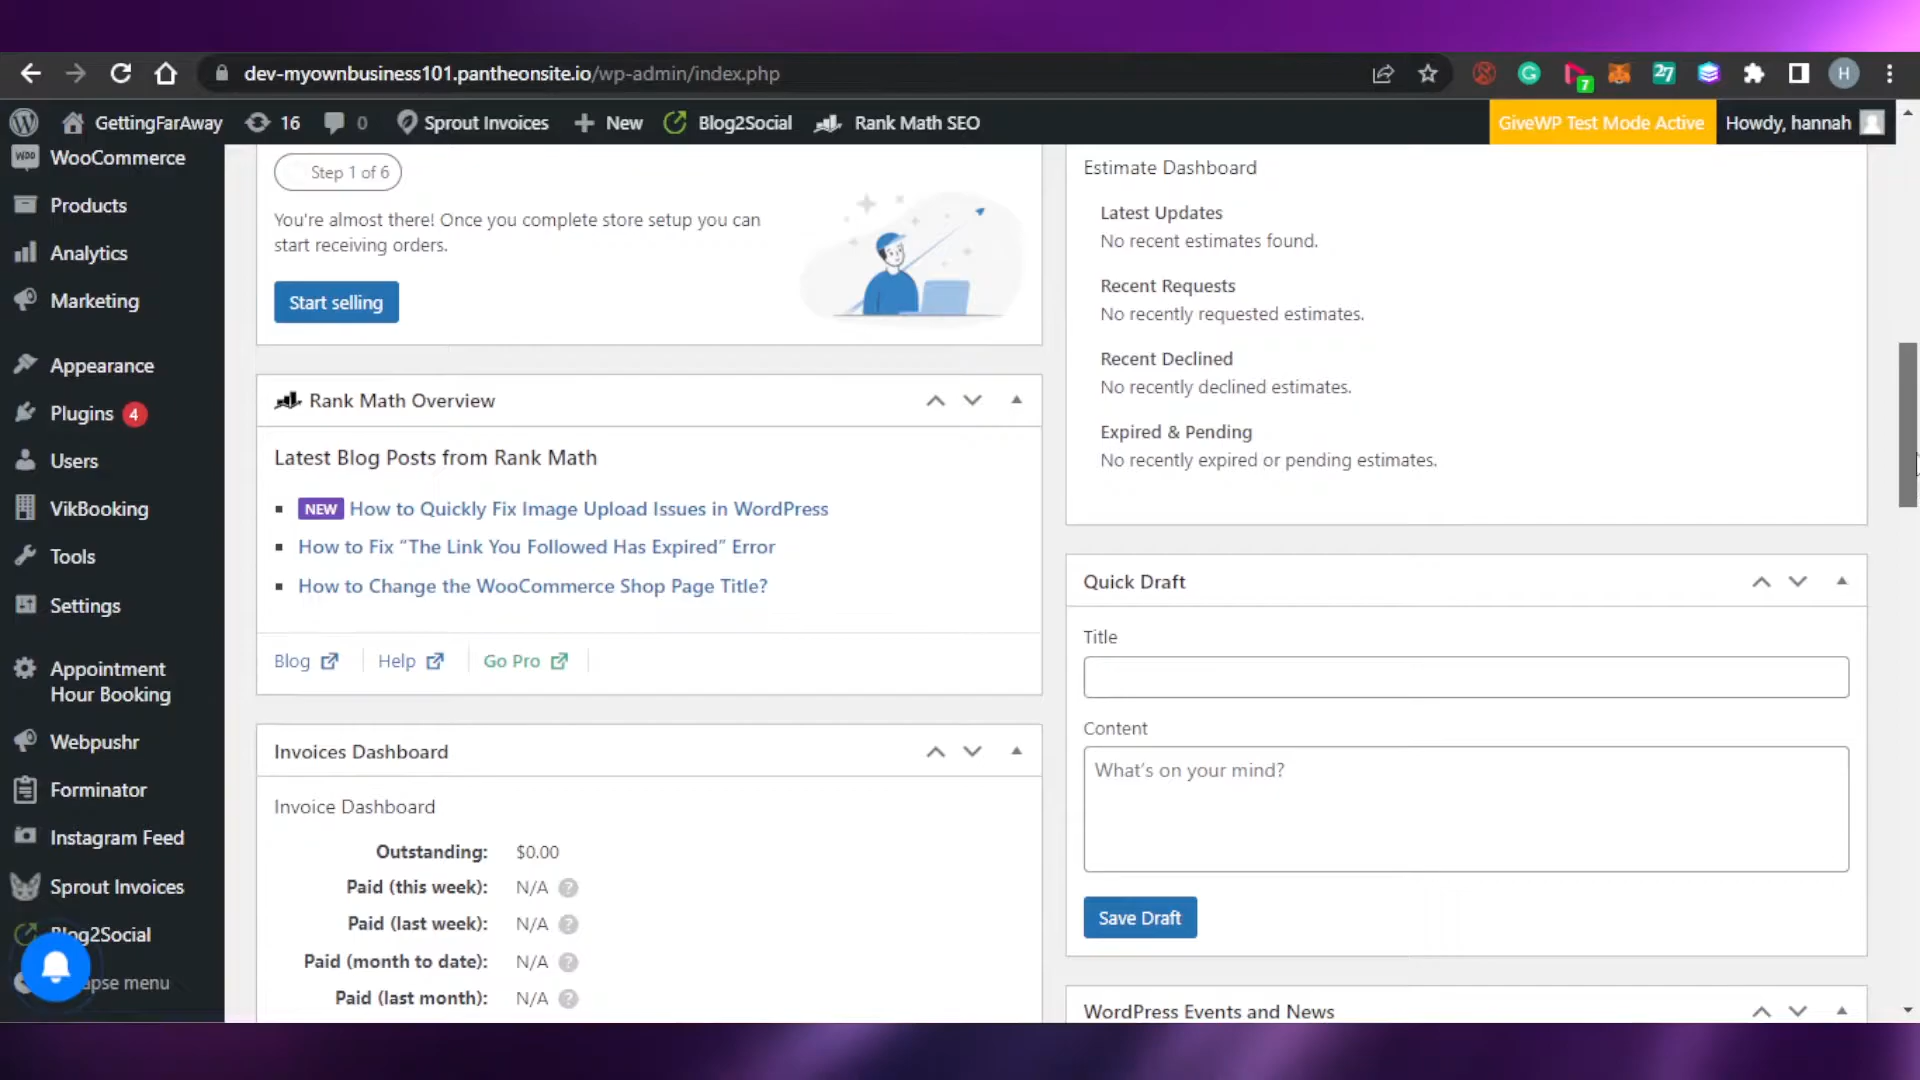 dev-myownbusiness101.pantheonsite.io/wp-admin/index.php
7
27
H
GettingFarAway
16
0
Sprout Invoices
New
Blog2Social
Rank Math SEO
GiveWP Test Mode Active
Howdy, hannah
WooCommerce
Products
Analytics
Marketing
Appearance
Plugins 4
Users
VikBooking
Tools
Settings
Appointment
Hour Booking
Webpushr
Forminator
Instagram Feed
Sprout Invoices
Blog2Social
apse menu
Step 1 of 6
You're almost there! Once you complete store setup you can
start receiving orders.
Start selling
Rank Math Overview
Latest Blog Posts from Rank Math
NEW How to Quickly Fix Image Upload Issues in WordPress
How to Fix “The Link You Followed Has Expired” Error
How to Change the WooCommerce Shop Page Title?
Blog
Help
Go Pro
Invoices Dashboard
Invoice Dashboard
Outstanding: $0.00
Paid (this week): N/A ?
Paid (last week): N/A ?
Paid (month to date): N/A ?
Paid (last month): N/A ?
Estimate Dashboard
Latest Updates
No recent estimates found.
Recent Requests
No recently requested estimates.
Recent Declined
No recently declined estimates.
Expired & Pending
No recently expired or pending estimates.
Quick Draft
Title
Content
What’s on your mind?
Save Draft
WordPress Events and News